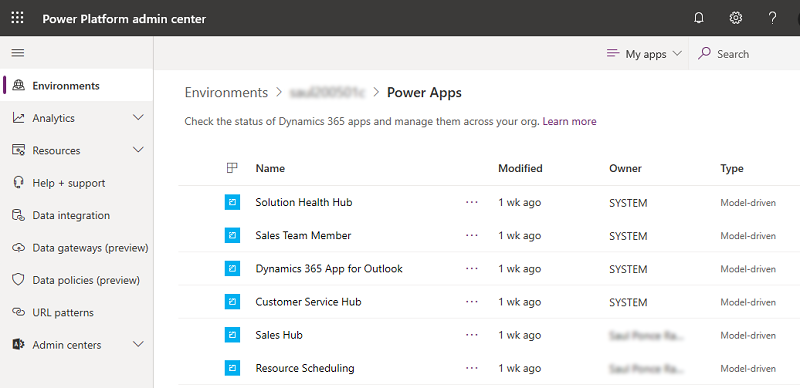 Power Platform admin center
?
My apps
Search
Environments
Analytics
Resources
Help + support
Data integration
Data gateways (preview)
Data policies (preview)
URL patterns
Admin centers
Environments > > Power Apps
Check the status of Dynamics 365 apps and manage them across your org. Learn more
Name Modified Owner Type
Solution Health Hub ··· 1 wk ago SYSTEM Model-driven
Sales Team Member ··· 1 wk ago SYSTEM Model-driven
Dynamics 365 App for Outlook ··· 1 wk ago SYSTEM Model-driven
Customer Service Hub ··· 1 wk ago SYSTEM Model-driven
Sales Hub ··· 1 wk ago Model-driven
Resource Scheduling ··· 1 wk ago Model-driven